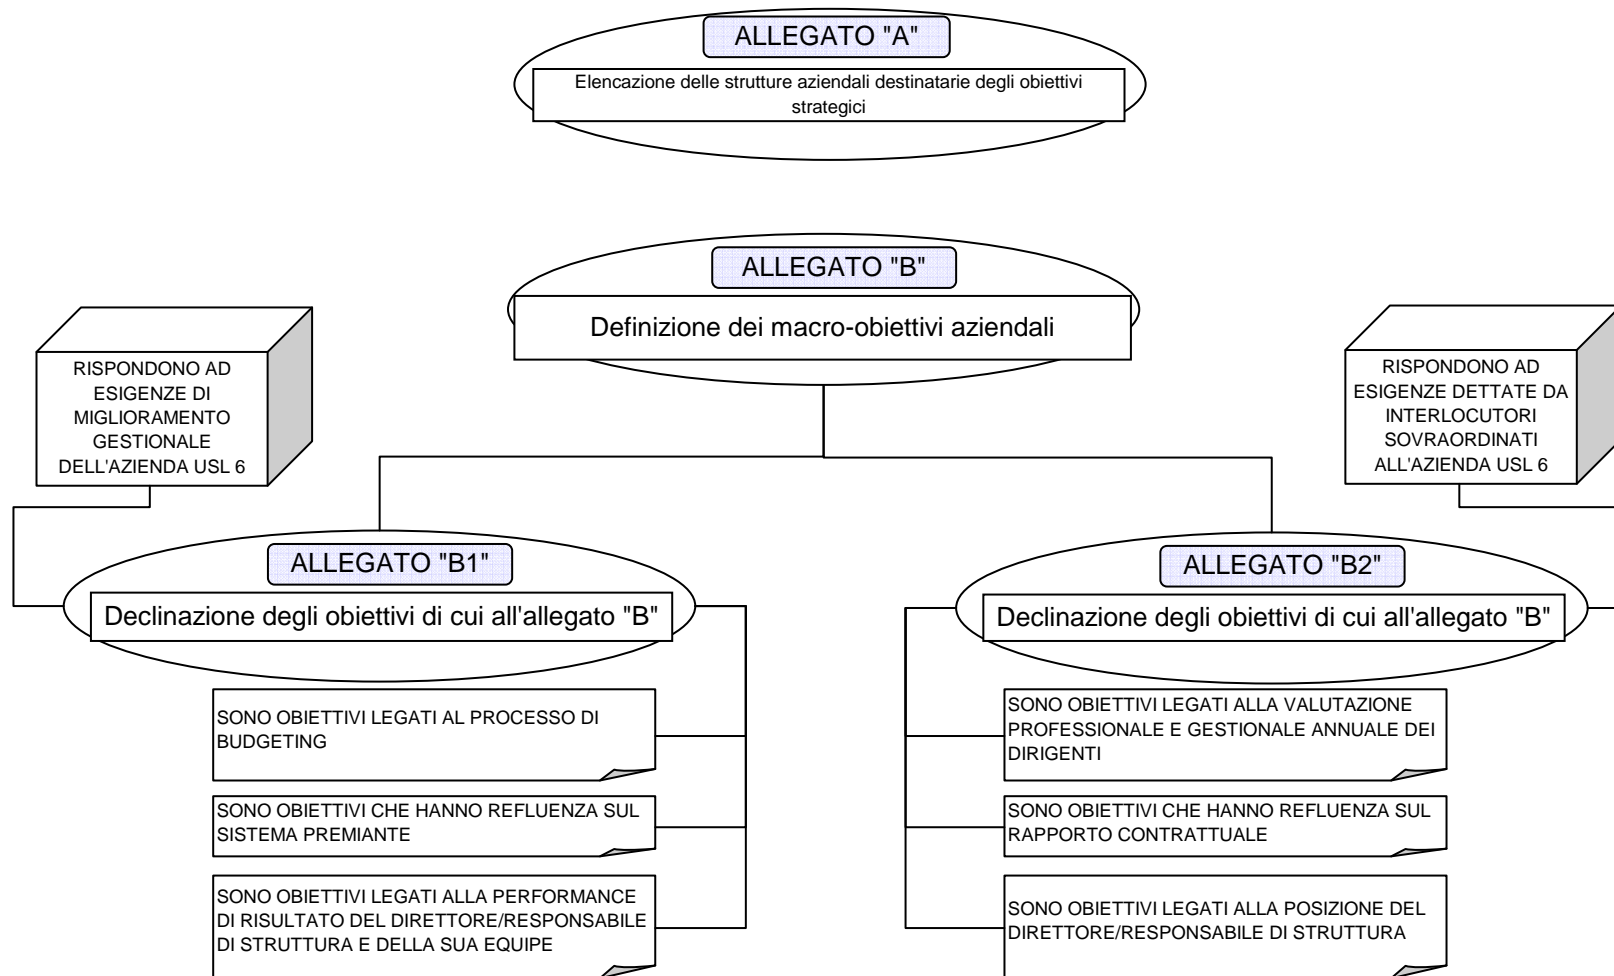 ALLEGATO "A"
Elencazione delle strutture aziendali destinatarie degli obiettivi
strategici
ALLEGATO "B"
Definizione dei macro-obiettivi aziendali
RISPONDONO AD
ESIGENZE DI
MIGLIORAMENTO
GESTIONALE
DELL'AZIENDA USL 6
RISPONDONO AD
ESIGENZE DETTATE DA
INTERLOCUTORI
SOVRAORDINATI
ALL'AZIENDA USL 6
ALLEGATO "B1"
Declinazione degli obiettivi di cui all'allegato "B"
SONO OBIETTIVI LEGATI AL PROCESSO DI
BUDGETING
SONO OBIETTIVI CHE HANNO REFLUENZA SUL
SISTEMA PREMIANTE
SONO OBIETTIVI LEGATI ALLA PERFORMANCE
DI RISULTATO DEL DIRETTORE/RESPONSABILE
DI STRUTTURA E DELLA SUA EQUIPE
ALLEGATO "B2"
Declinazione degli obiettivi di cui all'allegato "B"
SONO OBIETTIVI LEGATI ALLA VALUTAZIONE
PROFESSIONALE E GESTIONALE ANNUALE DEI
DIRIGENTI
SONO OBIETTIVI CHE HANNO REFLUENZA SUL
RAPPORTO CONTRATTUALE
SONO OBIETTIVI LEGATI ALLA POSIZIONE DEL
DIRETTORE/RESPONSABILE DI STRUTTURA